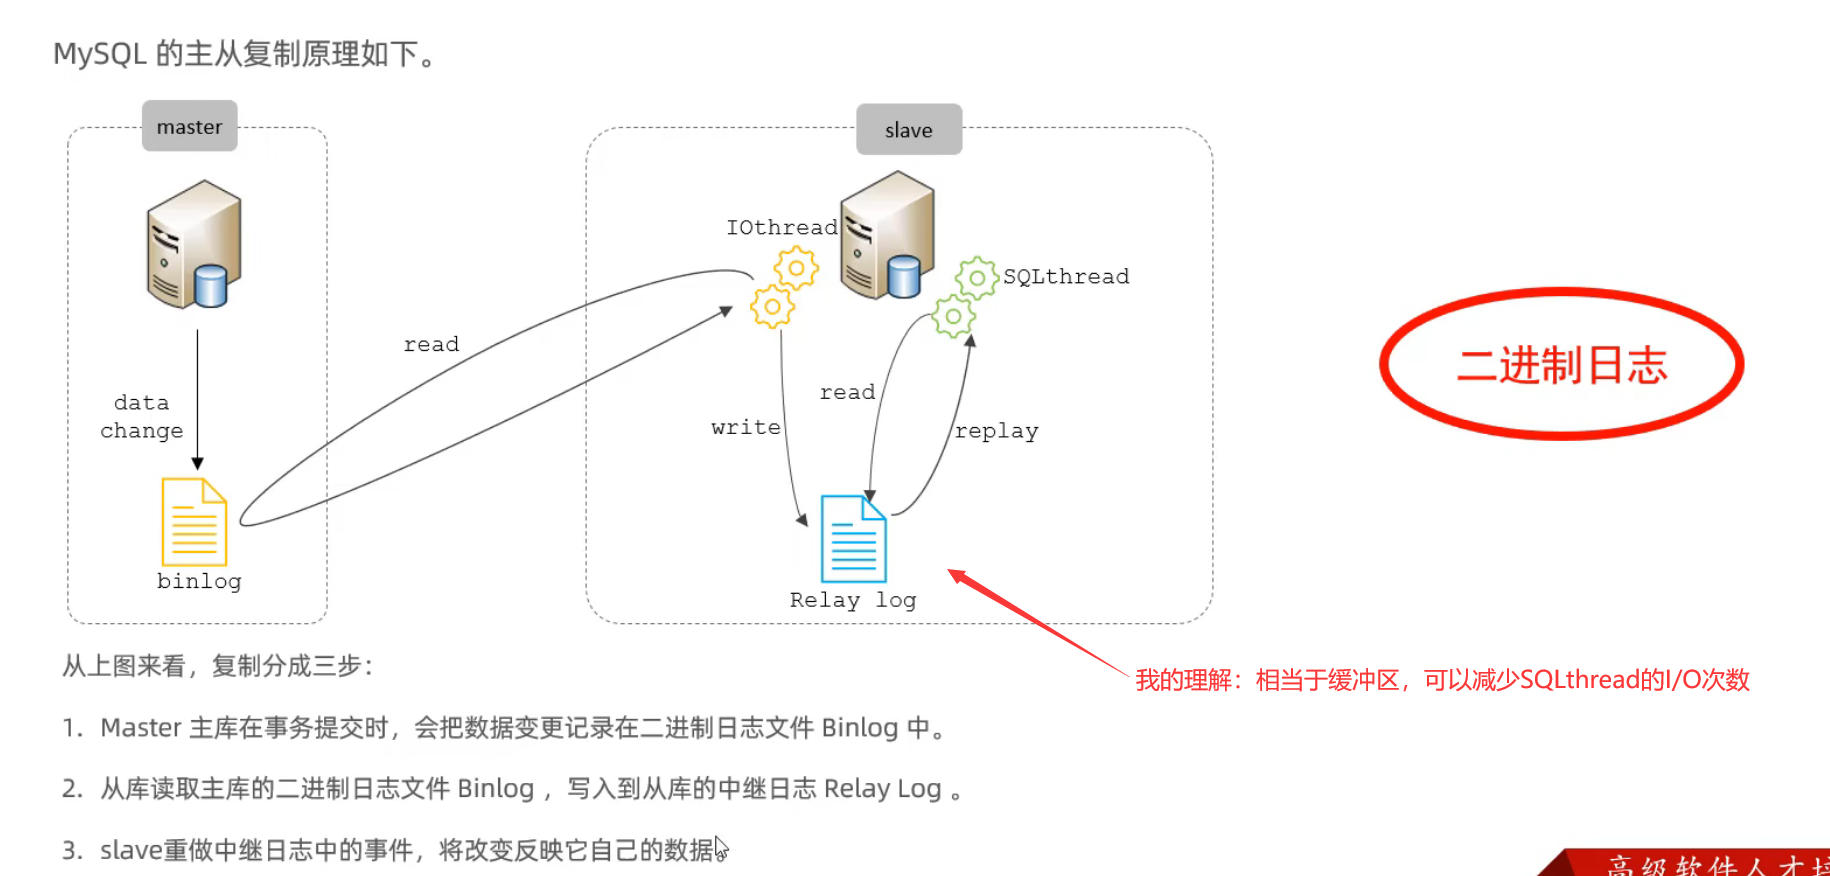 MySQL 的主从复制原理如下。
master
slave
IOthread
SQLthread
read
data
change
read
write
replay
二进制日志
binlog
Relay log
从上图来看，复制分成三步：
我的理解：相当于缓冲区，可以减少SQLthread的I/O次数
1. Master 主库在事务提交时，会把数据变更记录在二进制日志文件 Binlog 中。
2. 从库读取主库的二进制日志文件 Binlog ，写入到从库的中继日志 Relay Log 。
3. slave重做中继日志中的事件，将改变反映它自己的数据。
高级软件人才培